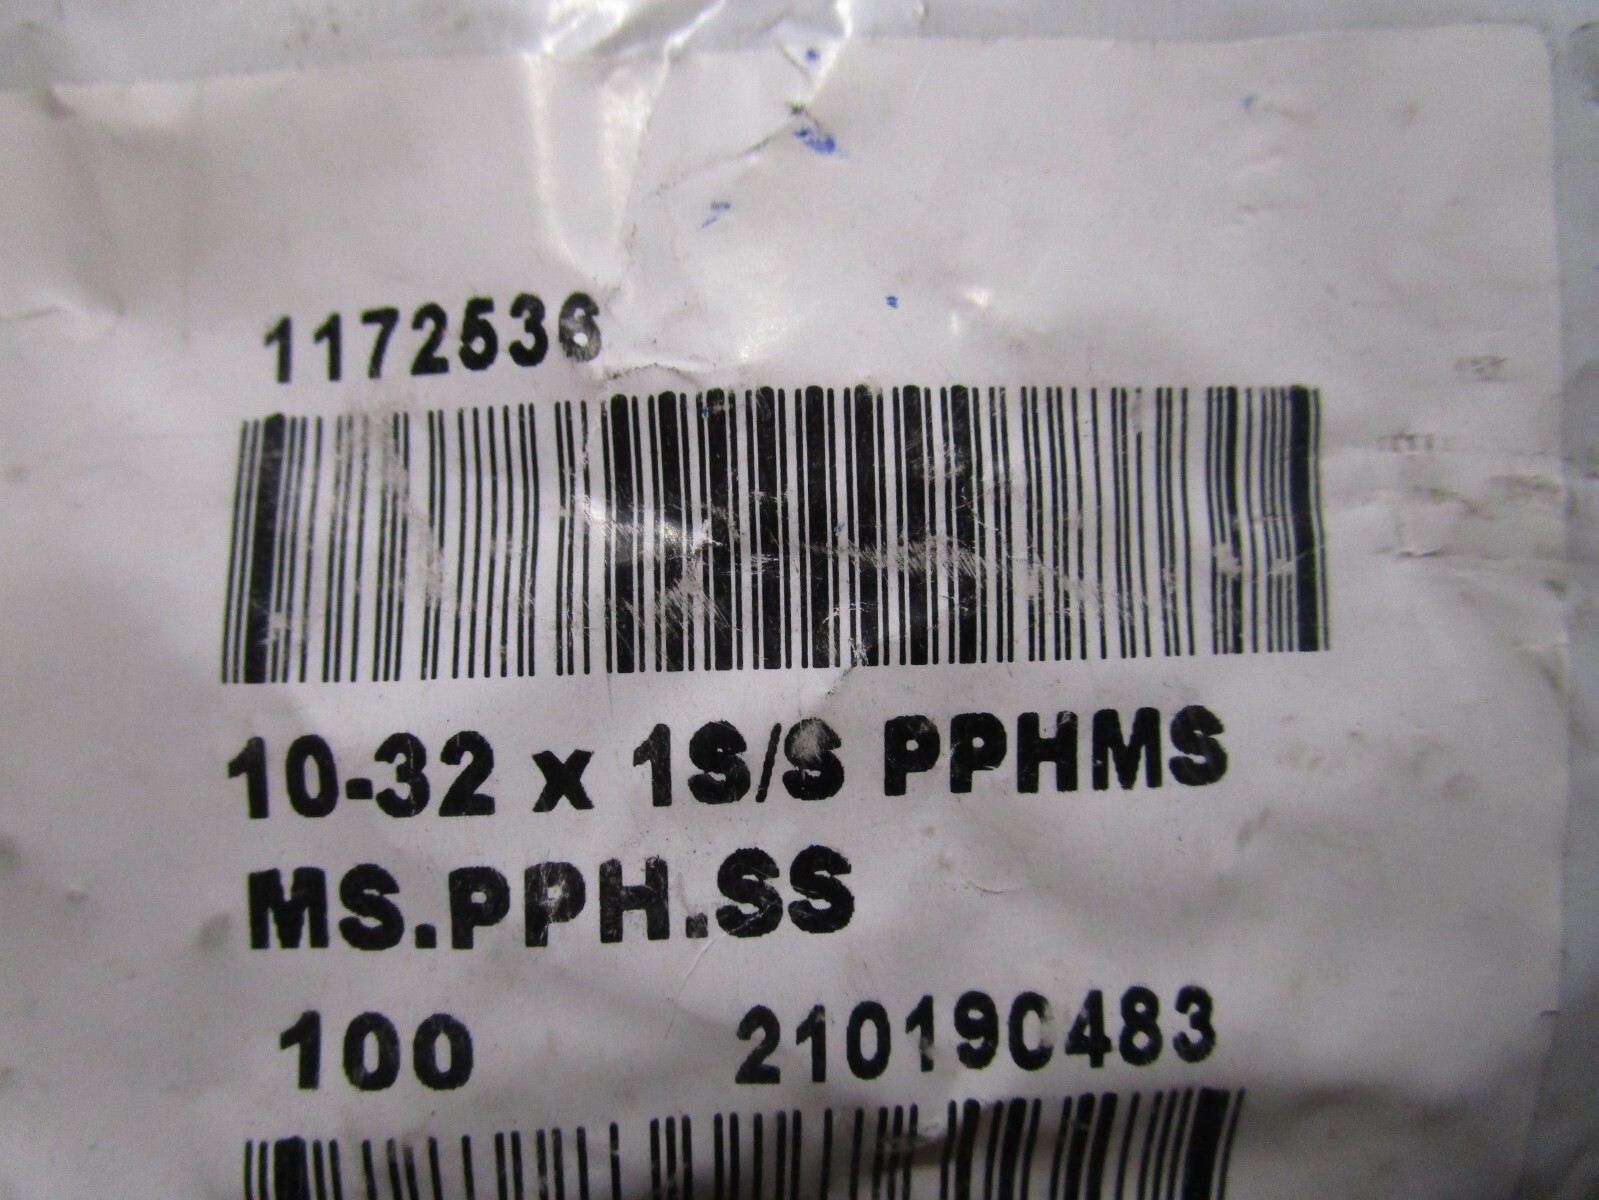 1172536
10-32 x 1S/S PPHMS
MS.PPH.SS
100 210190483